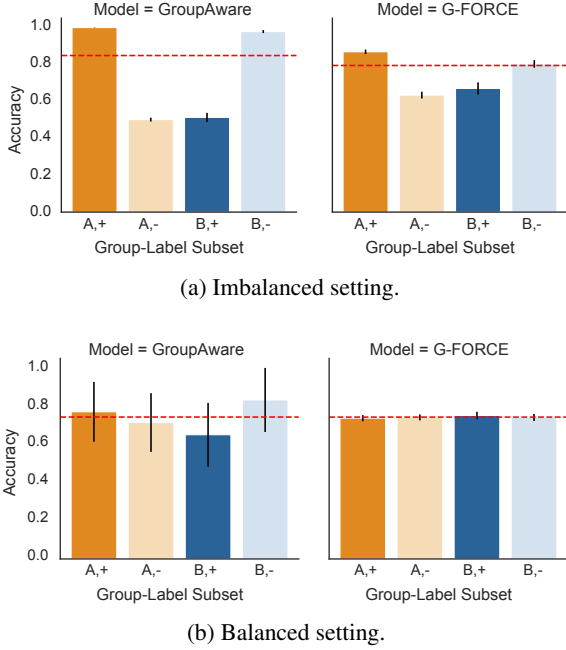 Model = GroupAware
Model = G-FORCE
1.0
0.8
0.6
0.4
0.2
0.0
Accuracy
A,+ A,- B,+ B,-
A,+ A,- B,+ B,-
Group-Label Subset
Group-Label Subset
(a) Imbalanced setting.
Model = GroupAware
Model = G-FORCE
1.0
0.8
0.6
0.4
0.2
0.0
Accuracy
A,+ A,- B,+ B,-
A,+ A,- B,+ B,-
Group-Label Subset
Group-Label Subset
(b) Balanced setting.